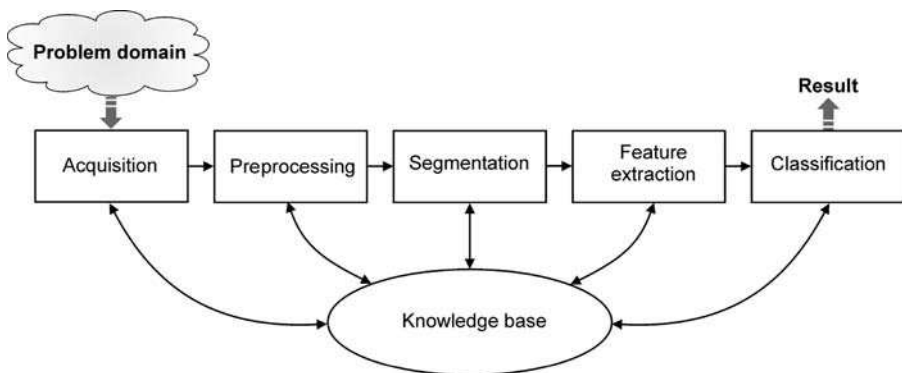 Problem domain
Result
Acquisition
Preprocessing
Segmentation
Feature
extraction
Classification
Knowledge base